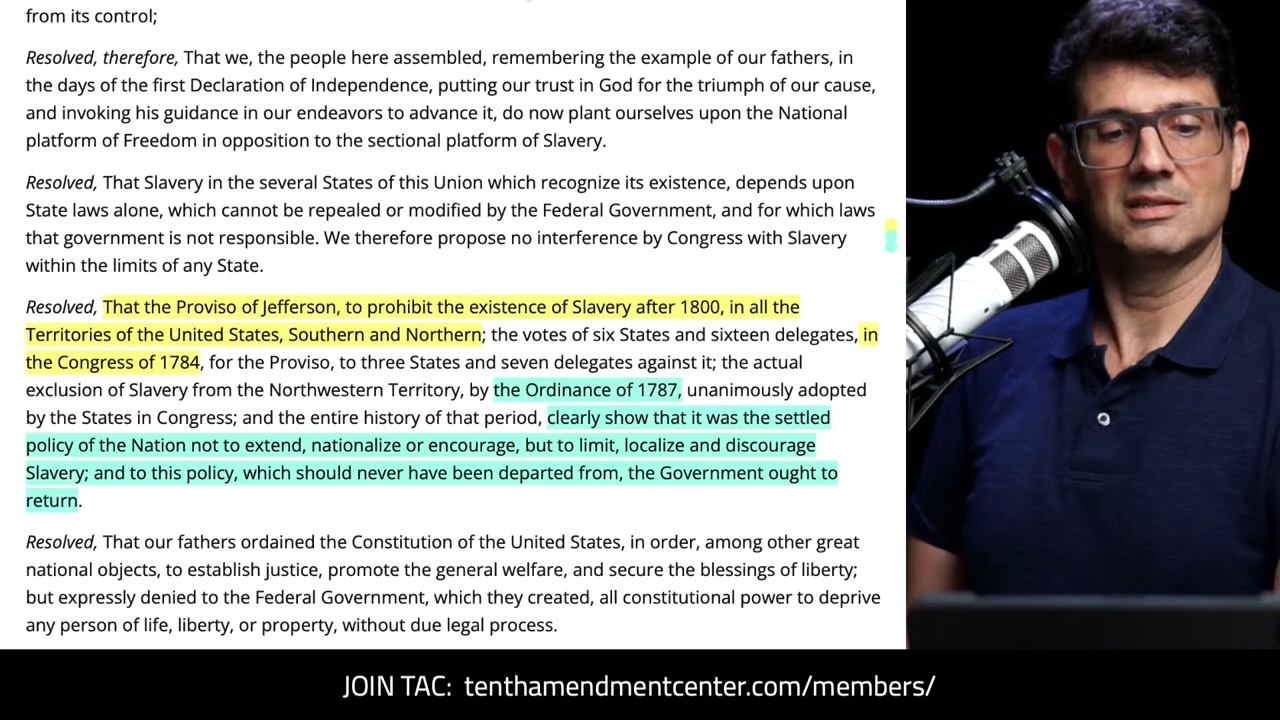 from its control;
Resolved, therefore, That we, the people here assembled, remembering the example of our fathers, in
the days of the first Declaration of Independence, putting our trust in God for the triumph of our cause,
and invoking his guidance in our endeavors to advance it, do now plant ourselves upon the National
platform of Freedom in opposition to the sectional platform of Slavery.
Resolved, That Slavery in the several States of this Union which recognize its existence, depends upon
State laws alone, which cannot be repealed or modified by the Federal Government, and for which laws
that government is not responsible. We therefore propose no interference by Congress with Slavery
within the limits of any State.
Resolved, That the Proviso of Jefferson, to prohibit the existence of Slavery after 1800, in all the
Territories of the United States, Southern and Northern; the votes of six States and sixteen delegates, in
the Congress of 1784, for the Proviso, to three States and seven delegates against it; the actual
exclusion of Slavery from the Northwestern Territory, by the Ordinance of 1787, unanimously adopted
by the States in Congress; and the entire history of that period, clearly show that it was the settled
policy of the Nation not to extend, nationalize or encourage, but to limit, localize and discourage
Slavery; and to this policy, which should never have been departed from, the Government ought to
return.
Resolved, That our fathers ordained the Constitution of the United States, in order, among other great
national objects, to establish justice, promote the general welfare, and secure the blessings of liberty;
but expressly denied to the Federal Government, which they created, all constitutional power to deprive
any person of life, liberty, or property, without due legal process.
JOIN TAC: tenthamendmentcenter.com/members/